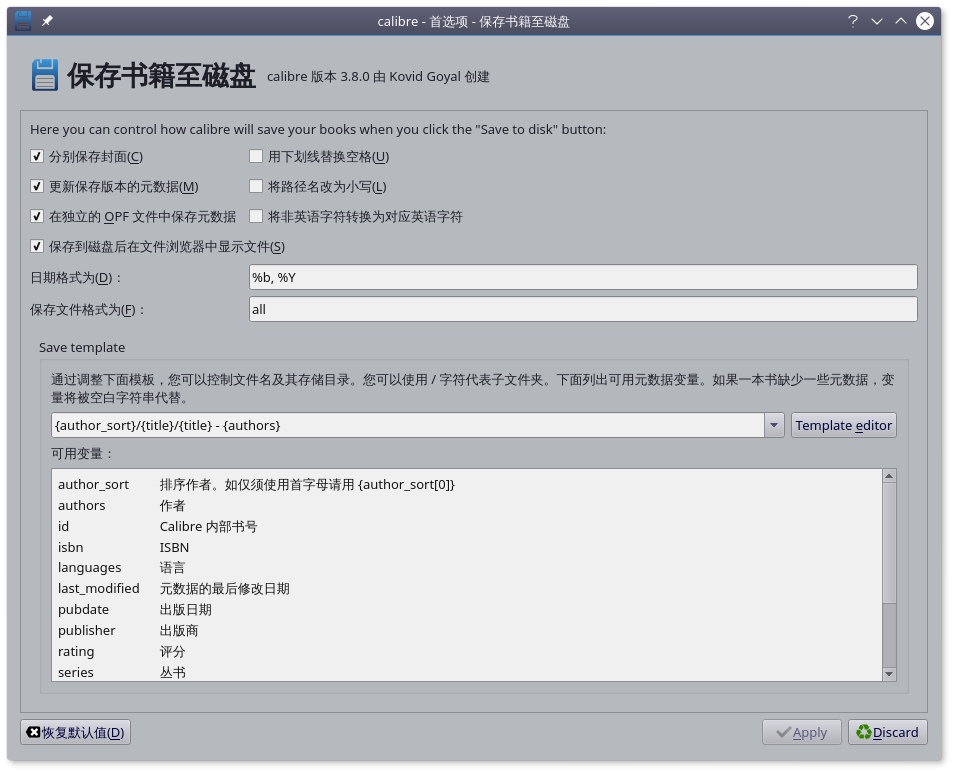 calibre - 首选项 - 保存书籍至磁盘
保存书籍至磁盘 calibre 版本 3.8.0 由 Kovid Goyal 创建
Here you can control how calibre will save your books when you click the "Save to disk" button:
分别保存封面(C) 用下划线替换空格(U)
更新保存版本的元数据(M) 将路径名改为小写(L)
在独立的 OPF 文件中保存元数据 将非英语字符转换为对应英语字符
保存到磁盘后在文件浏览器中显示文件(S)
日期格式为(D)： %b, %Y
保存文件格式为(F)： all
Save template
通过调整下面模板，您可以控制文件名及其存储目录。您可以使用 / 字符代表子文件夹。下面列出可用元数据变量。如果一本书缺少一些元数据，变
量将被空白字符串代替。
{author_sort}/{title}/{title} - {authors} Template editor
可用变量：
author_sort 排序作者。如仅须使用首字母请用 {author_sort[0]}
authors 作者
id Calibre 内部书号
isbn ISBN
languages 语言
last_modified 元数据的最后修改日期
pubdate 出版日期
publisher 出版商
rating 评分
series 丛书
恢复默认值(D) Apply Discard